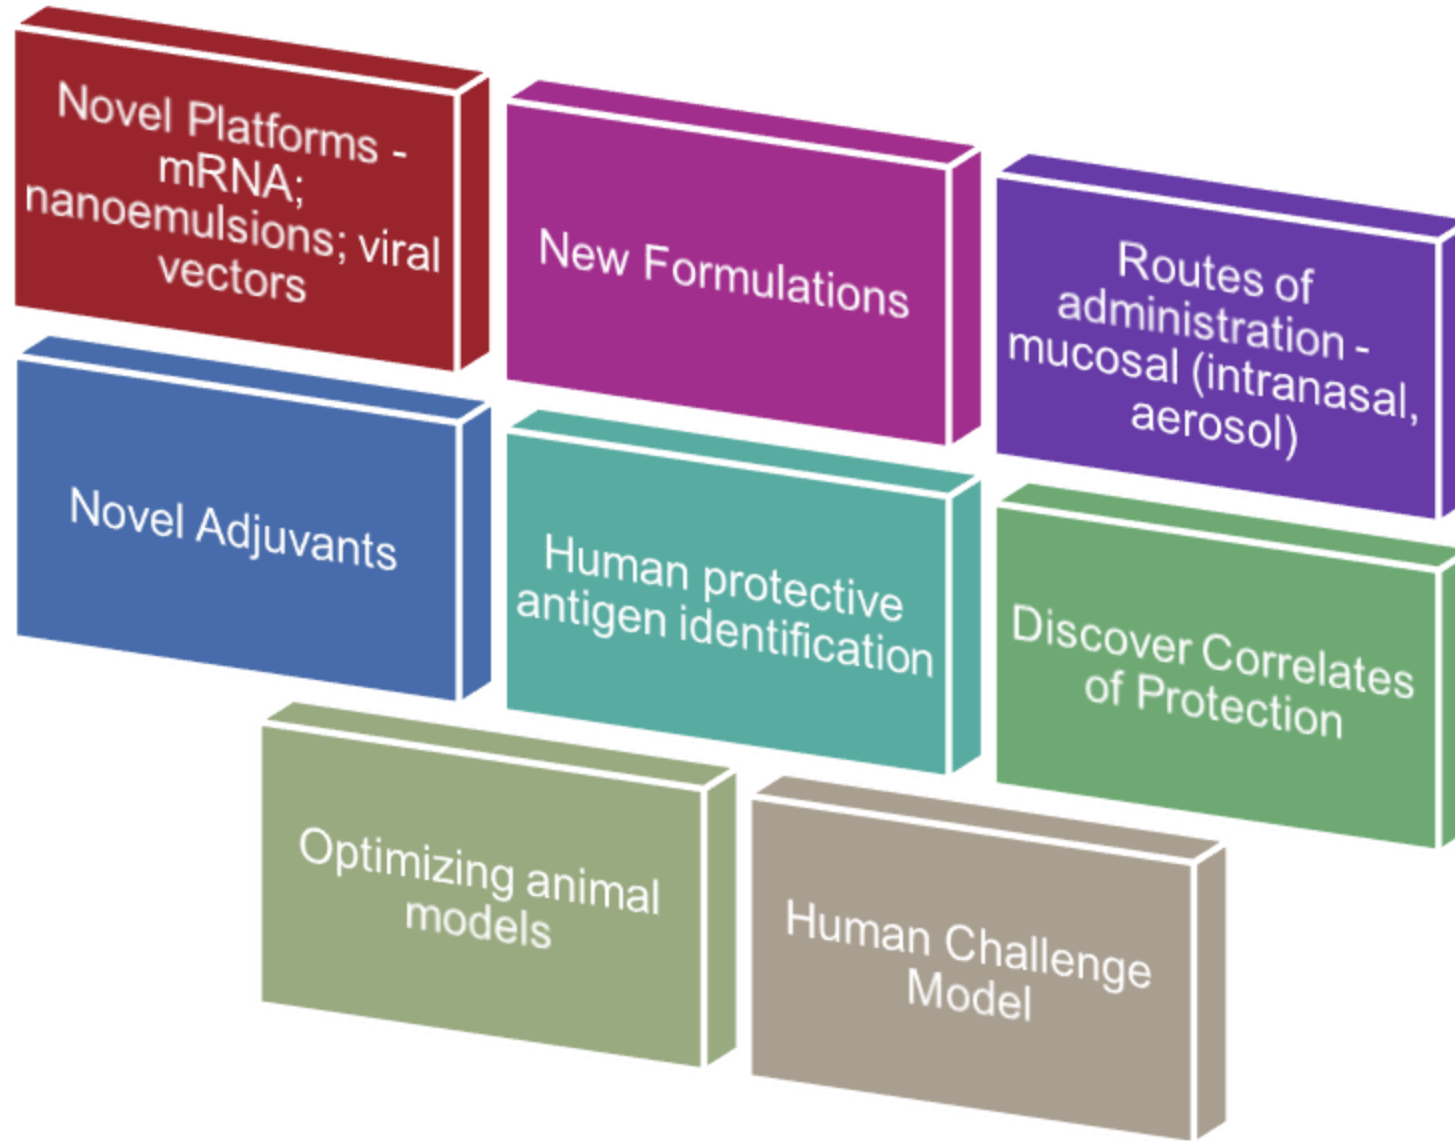 Novel Platforms -
mRNA;
nanoemulsions; viral
vectors
New Formulations
Routes of
administration -
mucosal (intranasal,
aerosol)
Novel Adjuvants
Human protective
antigen identification
Discover Correlates
of Protection
Optimizing animal
models
Human Challenge
Model